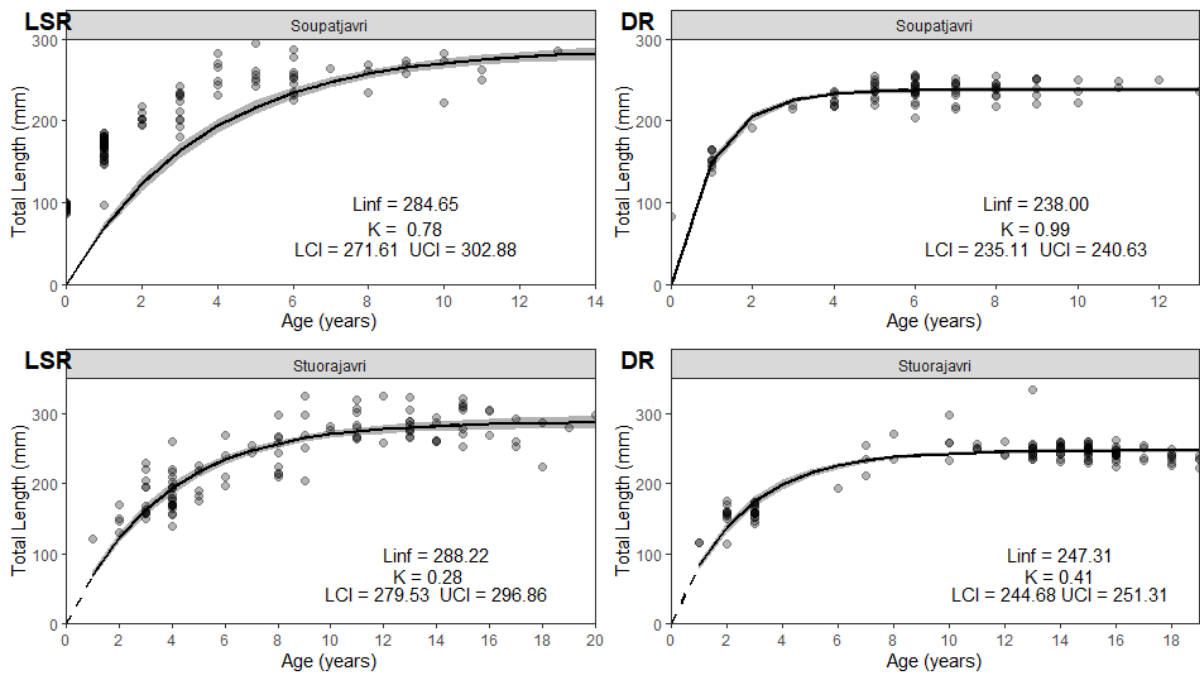 LSR
Soupatjavri
300
200
100
0
Total Length (mm)
Linf = 284.65
K = 0.78
LCI = 271.61 UCI = 302.88
0 2 4 6 8 10 12 14
Age (years)
DR
Soupatjavri
300
200
100
0
Total Length (mm)
Linf = 238.00
K = 0.99
LCI = 235.11 UCI = 240.63
0 2 4 6 8 10 12
Age (years)
LSR
Stuorajavri
300
200
100
0
Total Length (mm)
Linf = 288.22
K = 0.28
LCI = 279.53 UCI = 296.86
0 2 4 6 8 10 12 14 16 18 20
Age (years)
DR
Stuorajavri
300
200
100
0
Total Length (mm)
Linf = 247.31
K = 0.41
LCI = 244.68 UCI = 251.31
0 2 4 6 8 10 12 14 16 18
Age (years)